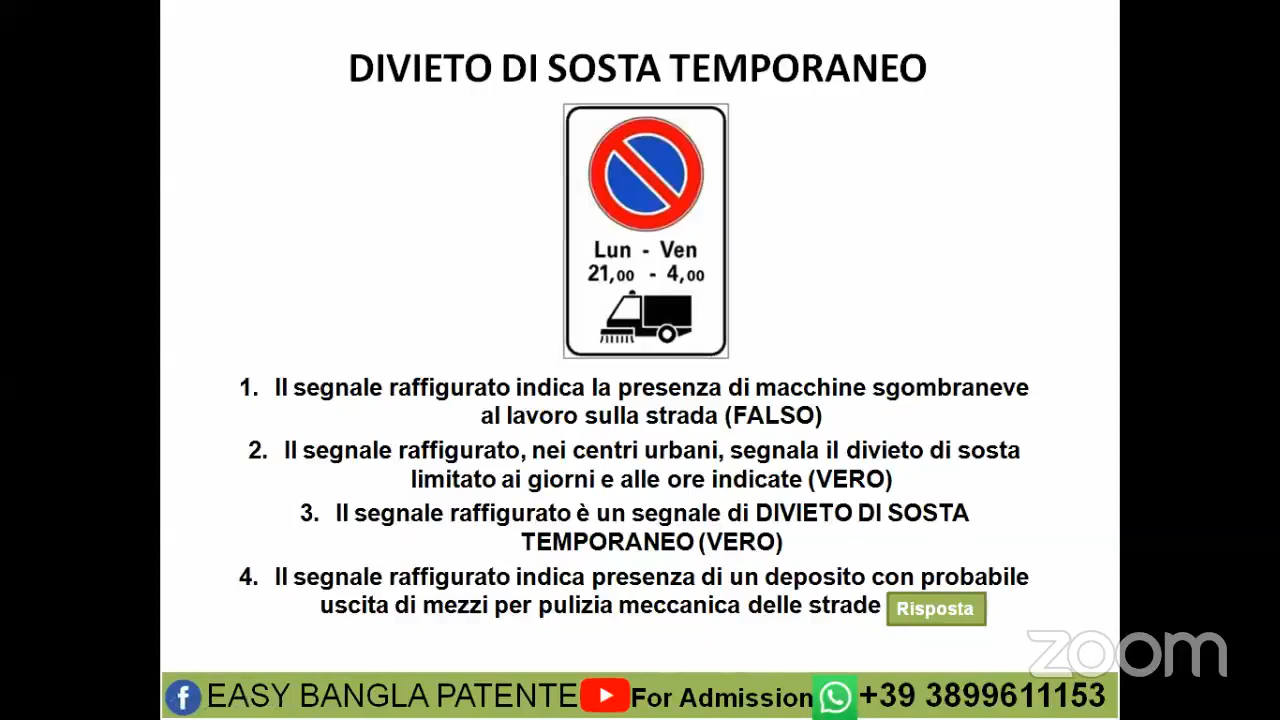 DIVIETO DI SOSTA TEMPORANEO
Lun - Ven
21,00 - 4,00
1. Il segnale raffigurato indica la presenza di macchine sgombraneve
al lavoro sulla strada (FALSO)
2. Il segnale raffigurato, nei centri urbani, segnala il divieto di sosta
limitato ai giorni e alle ore indicate (VERO)
3. Il segnale raffigurato è un segnale di DIVIETO DI SOSTA
TEMPORANEO (VERO)
4. Il segnale raffigurato indica presenza di un deposito con probabile
uscita di mezzi per pulizia meccanica delle strade Risposta
zoom
EASY BANGLA PATENTE For Admission +39 3899611153